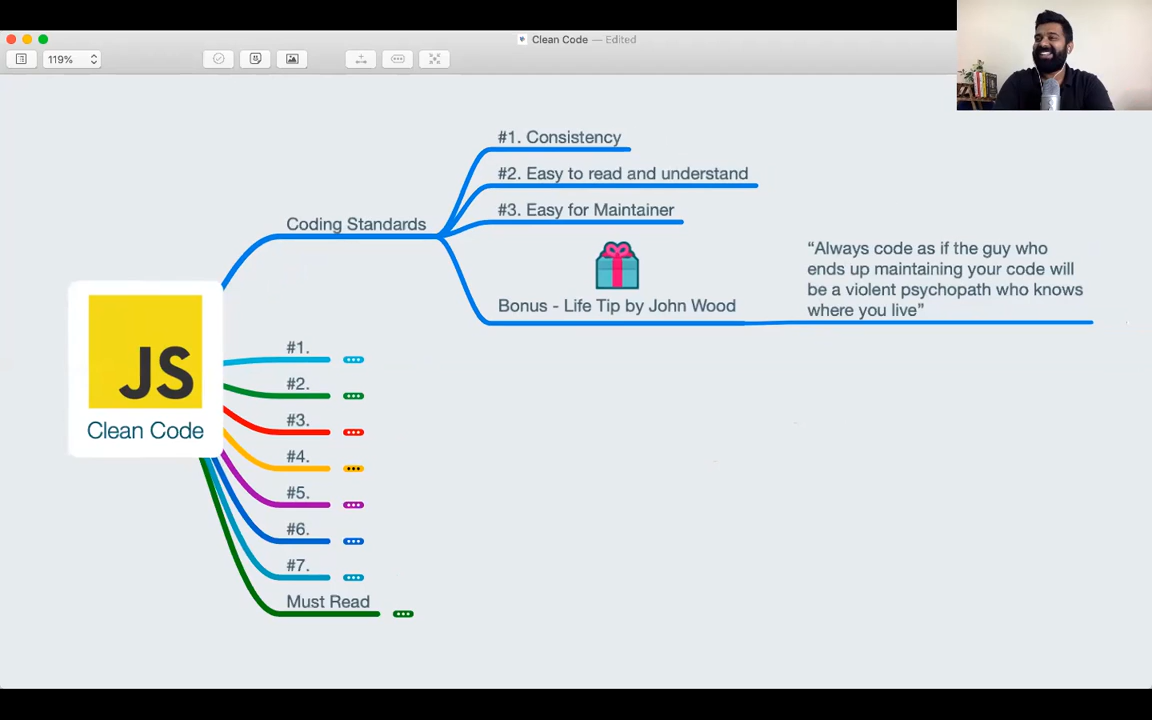 Clean Code — Edited
119%
#1. Consistency
#2. Easy to read and understand
#3. Easy for Maintainer
Coding Standards
Bonus - Life Tip by John Wood
“Always code as if the guy who
ends up maintaining your code will
be a violent psychopath who knows
where you live”
JS
Clean Code
#1.
#2.
#3.
#4.
#5.
#6.
#7.
Must Read